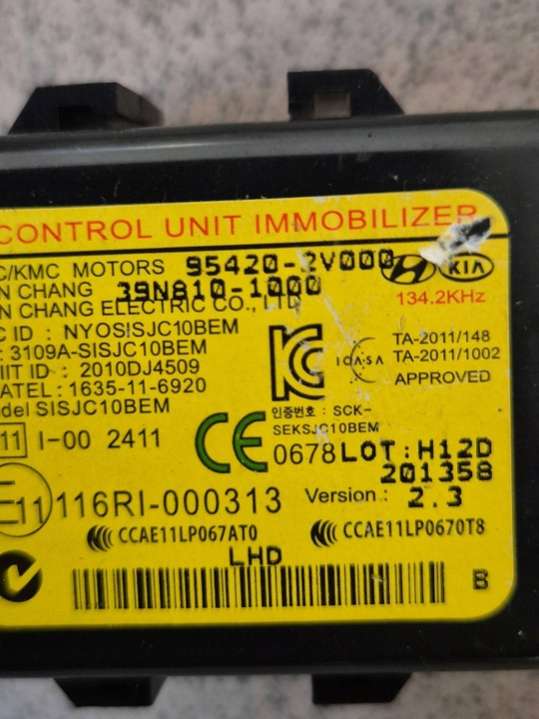 CONTROL UNIT IMMOBILIZER
C/KMC MOTORS 95420-2V000
KIA
N CHANG 39N810-1000
134.2KHz
N CHANG ELECTRIC CO., LTD
C ID : NYOSISJC10BEM
: 3109A-SISJC10BEM
IIT ID : 2010DJ4509
ATEL: 1635-11-6920
odel SISJC10BEM
ICASA
TA-2011/148
TA-2011/1002
APPROVED
인증번호 : SCK-
SEKSJC10BEM
11 I-00 2411
CE 0678 LOT:H12D
201358
E11 116RI-000313
Version : 2.3
CCAE11LP067AT0
CCAE11LP0670T8
LHD
B